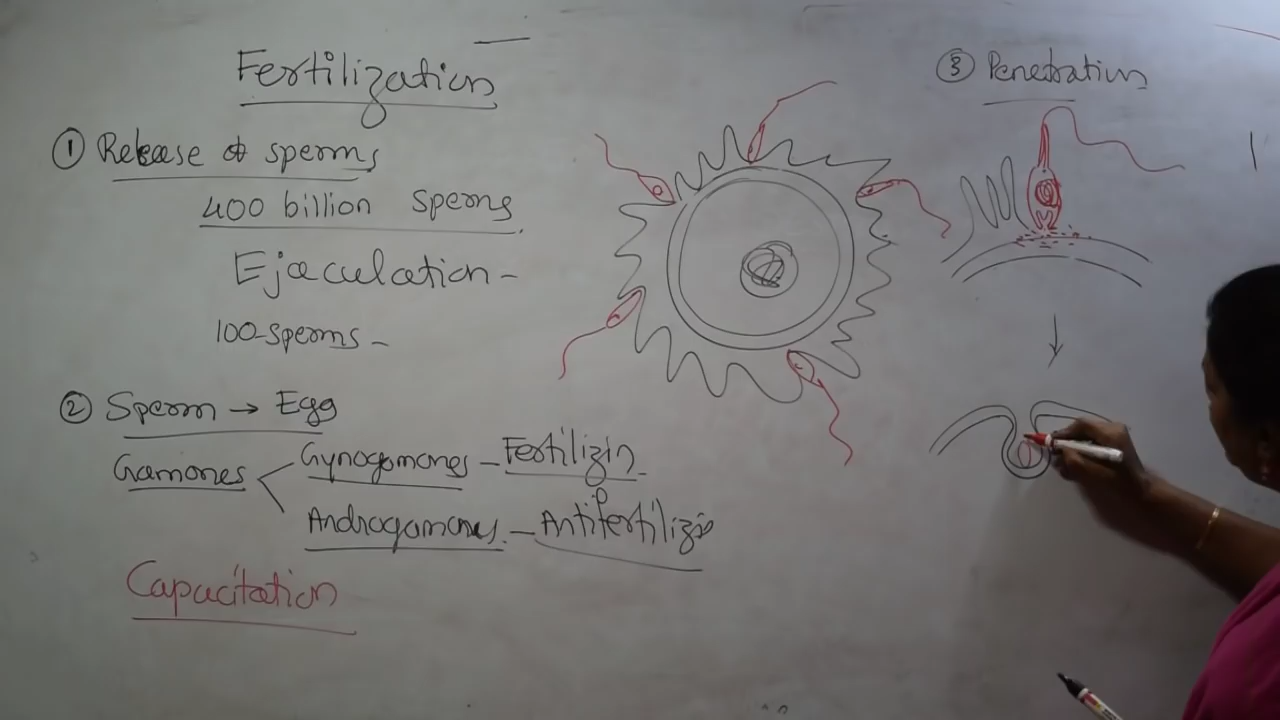 Fertilization
① Release of sperms
400 billion sperms
Ejaculation -
100-sperms -
② Sperm → Egg
Gamones
Gynogamones - Fertilizin
Androgamones. - Antifertilizin
Capacitation
③ Penetration